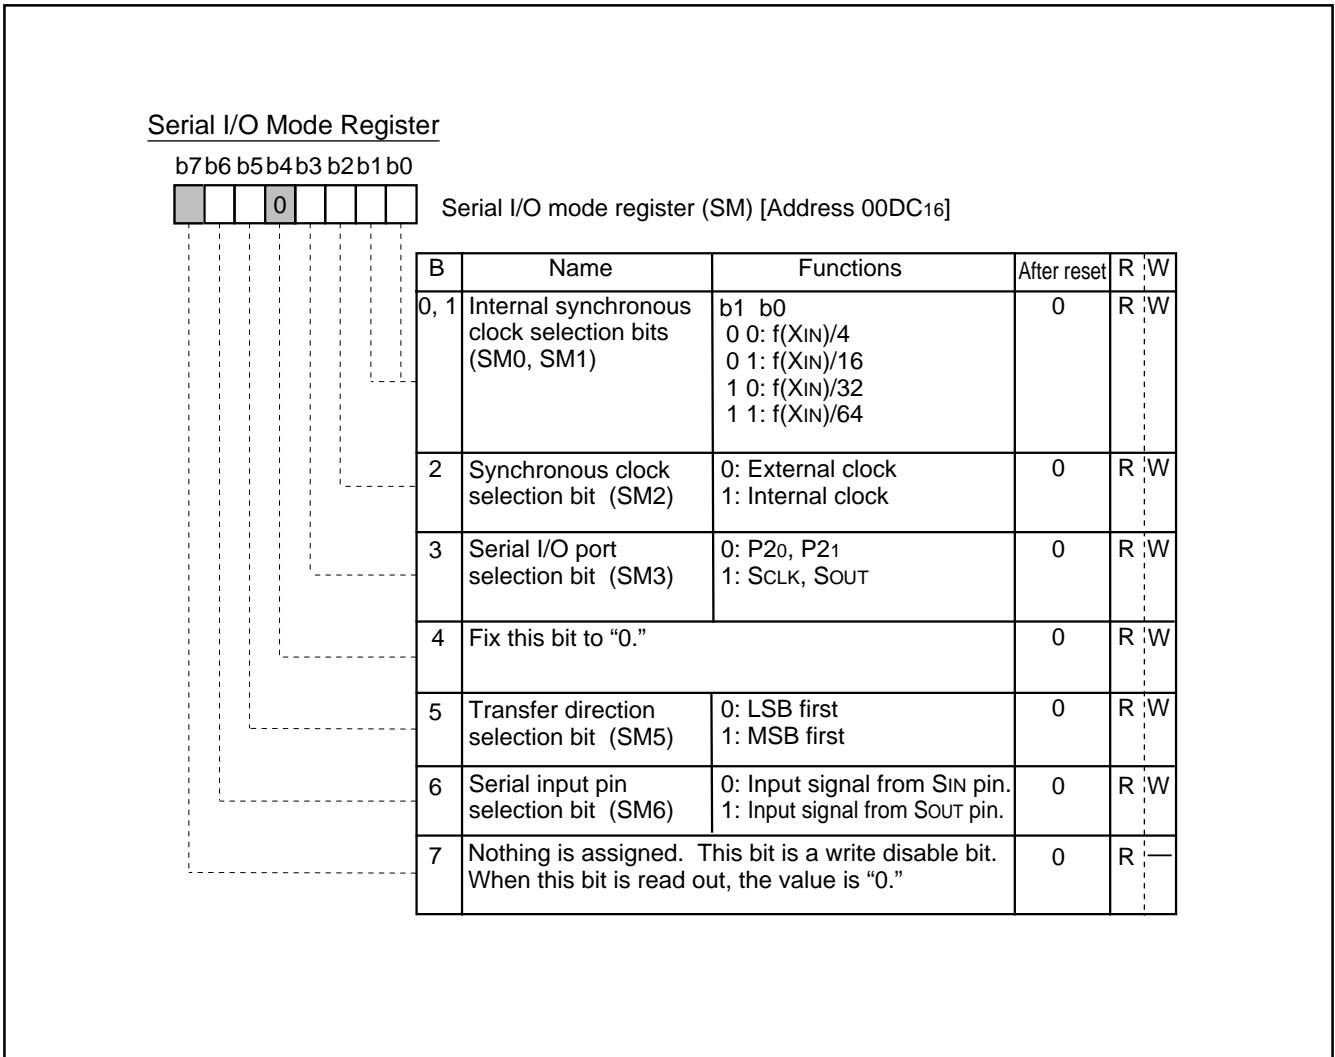 Serial I/O Mode Register
b7 b6 b5 b4 b3 b2 b1 b0
0
Serial I/O mode register (SM) [Address 00DC16]
B Name Functions After reset R W
0, 1 Internal synchronous clock selection bits (SM0, SM1)
b1 b0
0 0: f(XIN)/4
0 1: f(XIN)/16
1 0: f(XIN)/32
1 1: f(XIN)/64
0 R W
2 Synchronous clock selection bit (SM2)
0: External clock
1: Internal clock
0 R W
3 Serial I/O port selection bit (SM3)
0: P20, P21
1: SCLK, SOUT
0 R W
4 Fix this bit to “0.” 0 R W
5 Transfer direction selection bit (SM5)
0: LSB first
1: MSB first
0 R W
6 Serial input pin selection bit (SM6)
0: Input signal from SIN pin.
1: Input signal from SOUT pin.
0 R W
7 Nothing is assigned. This bit is a write disable bit.
When this bit is read out, the value is “0.”
0 R —